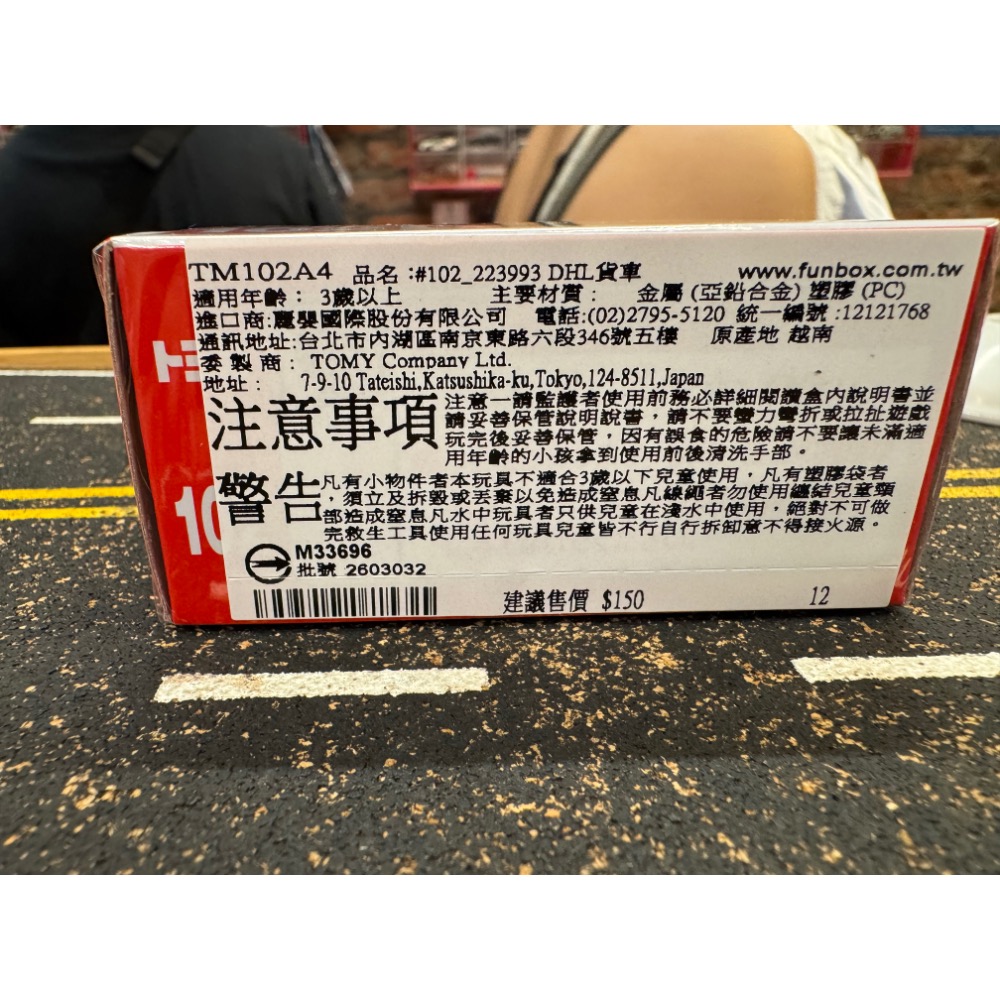 TM102A4 品名：#102_223993 DHL貨車 www.funbox.com.tw
適用年齡： 3歲以上 主要材質： 金屬 (亞鉛合金) 塑膠 (PC)
進口商:麗嬰國際股份有限公司 電話:(02)2795-5120 統一編號:12121768
通訊地址:台北市內湖區南京東路六段346號五樓 原產地 越南
委製商： TOMY Company Ltd.
地址： 7-9-10 Tateishi,Katsushika-ku,Tokyo,124-8511,Japan
注意事項
注意一請監護者使用前務必詳細閱讀盒內說明書並
請妥善保管說明說書，請不要彎力彎折或拉扯遊戲
玩完後妥善保管，因有誤食的危險請不要讓未滿適
用年齡的小孩拿到使用前後清洗手部。
警告
凡有小物件者本玩具不適合3歲以下兒童使用，凡有塑膠袋者
，須立及拆毀或丟棄以免造成窒息凡線繩者勿使用纏結兒童頸
部造成窒息凡水中玩具者只供兒童在淺水中使用，絕對不可做
完救生工具使用任何玩具兒童皆不行自行拆卸意不得接火源。
M33696
批號 2603032
建議售價 $150 12
ト
10